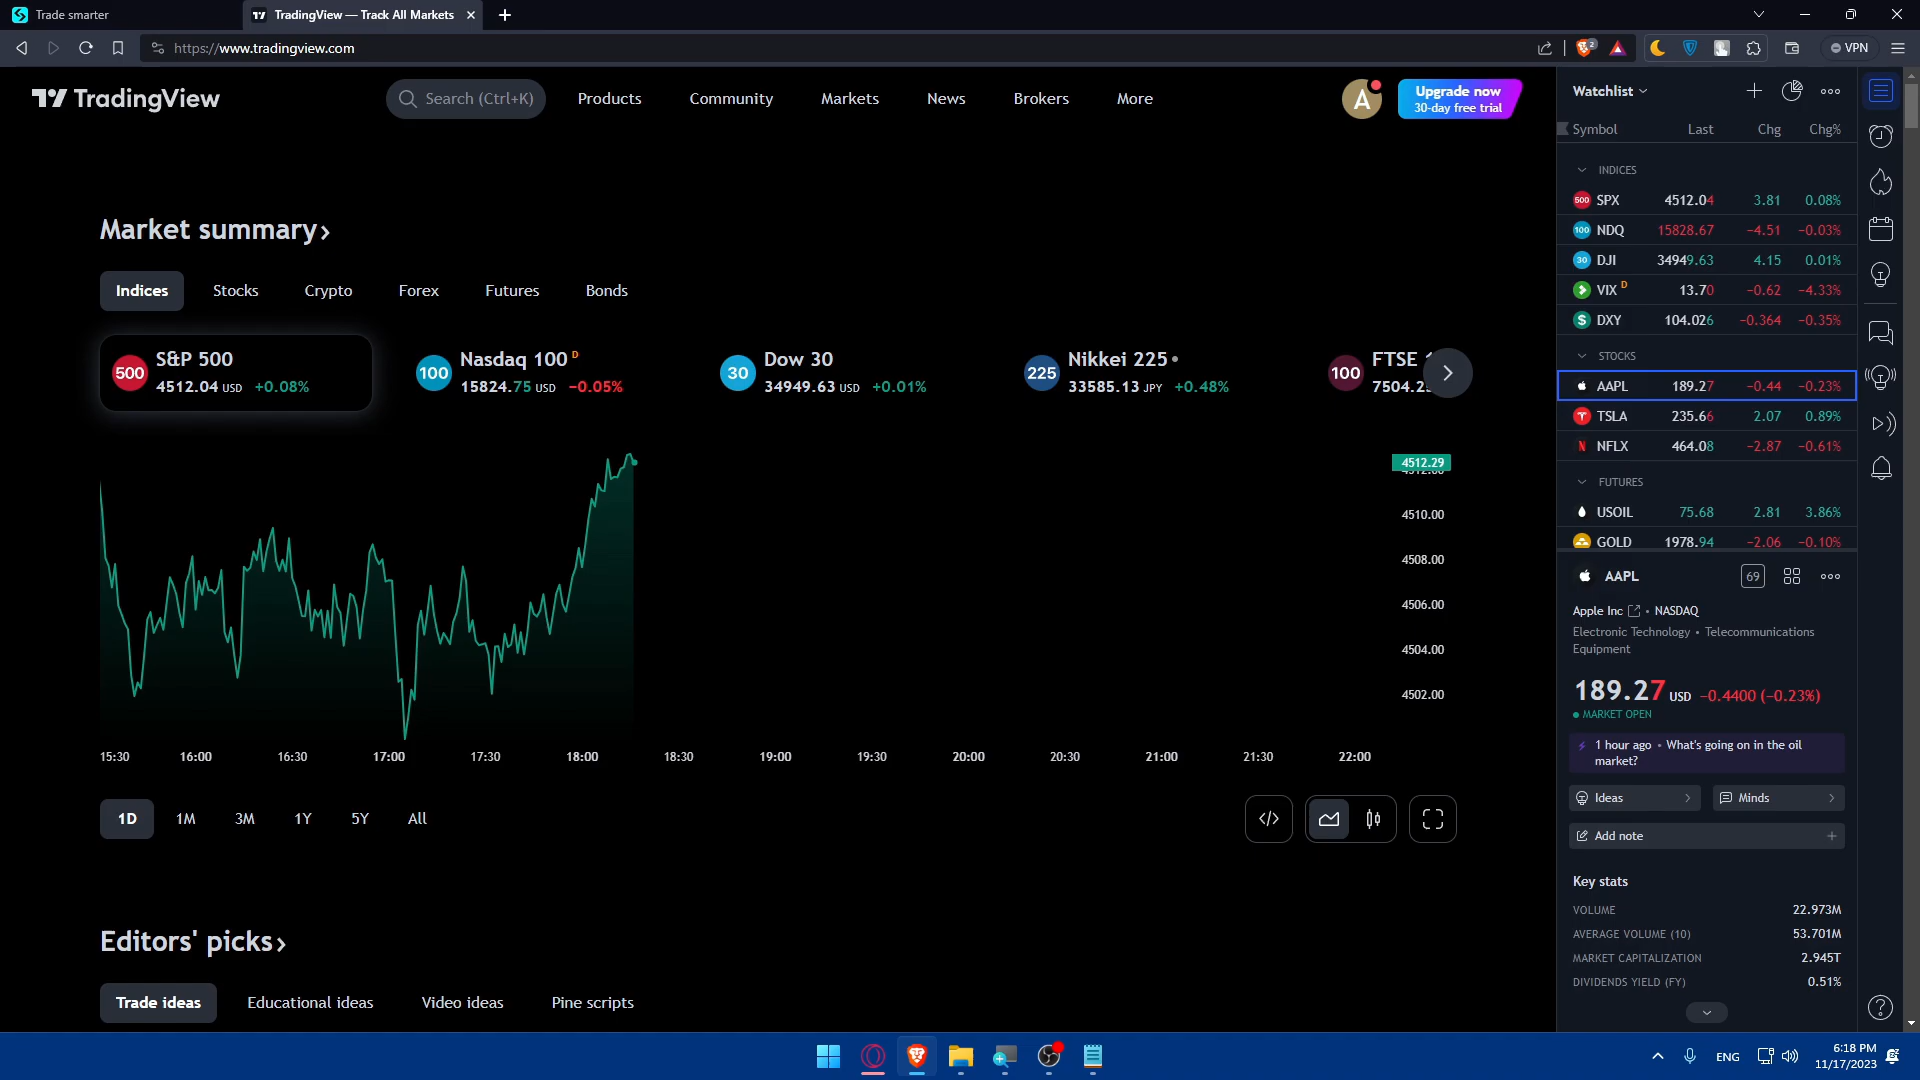 Trade smarter
TradingView — Track All Markets
https://www.tradingview.com
VPN
TradingView
Search (Ctrl+K)
Products
Community
Markets
News
Brokers
More
A
Upgrade now
30-day free trial
Market summary
Indices
Stocks
Crypto
Forex
Futures
Bonds
500
S&P 500
4512.04 USD +0.08%
100
Nasdaq 100 D
15824.75 USD −0.05%
30
Dow 30
34949.63 USD +0.01%
225
Nikkei 225
33585.13 JPY +0.48%
100
FTSE
4512.29
4510.00
4508.00
4506.00
4504.00
4502.00
15:30 16:00 16:30 17:00 17:30 18:00 18:30 19:00 19:30 20:00 20:30 21:00 21:30 22:00
1D 1M 3M 1Y 5Y All
Editors' picks
Trade ideas
Educational ideas
Video ideas
Pine scripts
Watchlist
Symbol Last Chg Chg%
INDICES
500 SPX 4512.04 3.81 0.08%
100 NDQ 15828.67 −4.51 −0.03%
30 DJI 34949.63 4.15 0.01%
VIX D 13.70 −0.62 −4.33%
DXY 104.026 −0.364 −0.35%
STOCKS
AAPL 189.27 −0.44 −0.23%
TSLA 235.66 2.07 0.89%
NFLX 464.08 −2.87 −0.61%
FUTURES
USOIL 75.68 2.81 3.86%
GOLD 1978.94 −2.06 −0.10%
AAPL
69
Apple Inc • NASDAQ
Electronic Technology • Telecommunications
Equipment
189.27 USD −0.4400 (−0.23%)
MARKET OPEN
1 hour ago • What's going on in the oil
market?
Ideas
Minds
Add note
Key stats
VOLUME 22.973M
AVERAGE VOLUME (10) 53.701M
MARKET CAPITALIZATION 2.945T
DIVIDENDS YIELD (FY) 0.51%
ENG
6:18 PM
11/17/2023